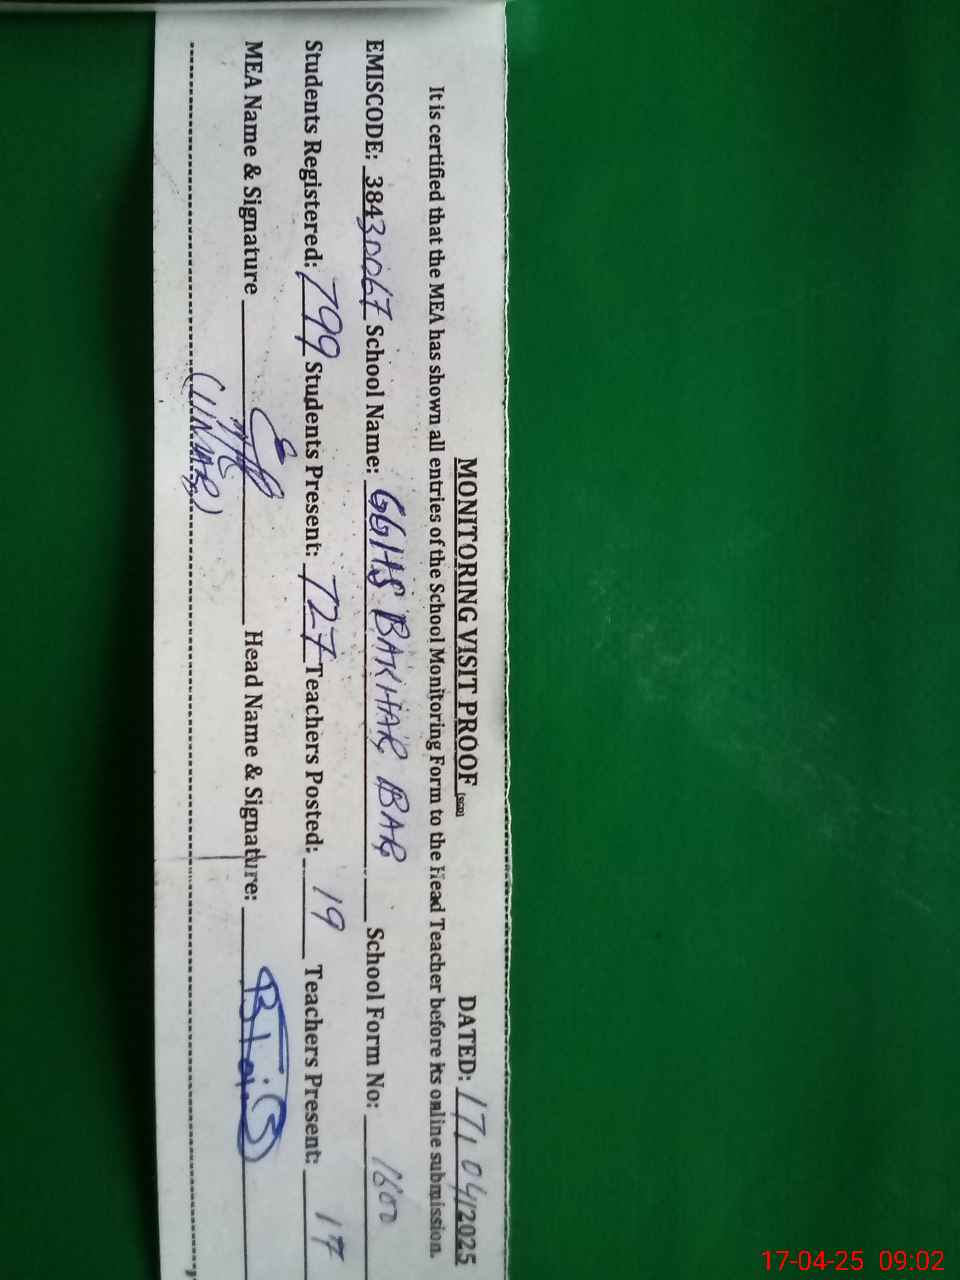 MONITORING VISIT PROOF (SED) DATED: 17, 04/2025
It is certified that the MEA has shown all entries of the School Monitoring Form to the Head Teacher before its online submission.
EMISCODE: 38430067 School Name: GGHS BAKHAR BAR School Form No: 1600
Students Registered: 799 Students Present: 727 Teachers Posted: 19 Teachers Present: 17
MEA Name & Signature Head Name & Signature:
17-04-25 09:02